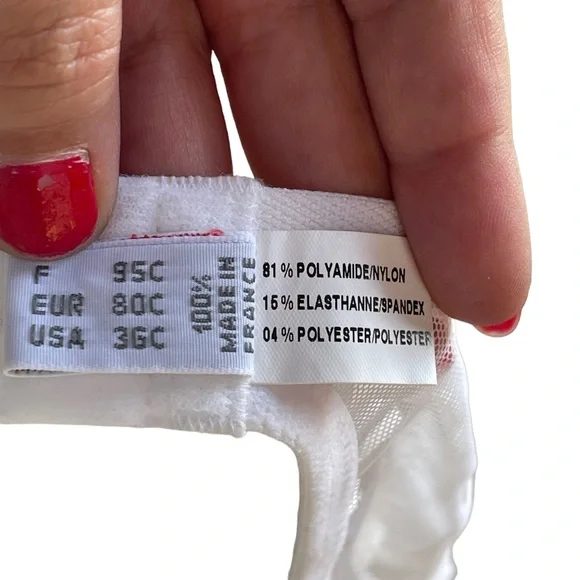 F 95C
EUR 80C
USA 36C
100%
MADE IN
FRANCE
81 % POLYAMIDE/NYLON
15 % ELASTHANNE/SPANDEX
04 % POLYESTER/POLYESTER